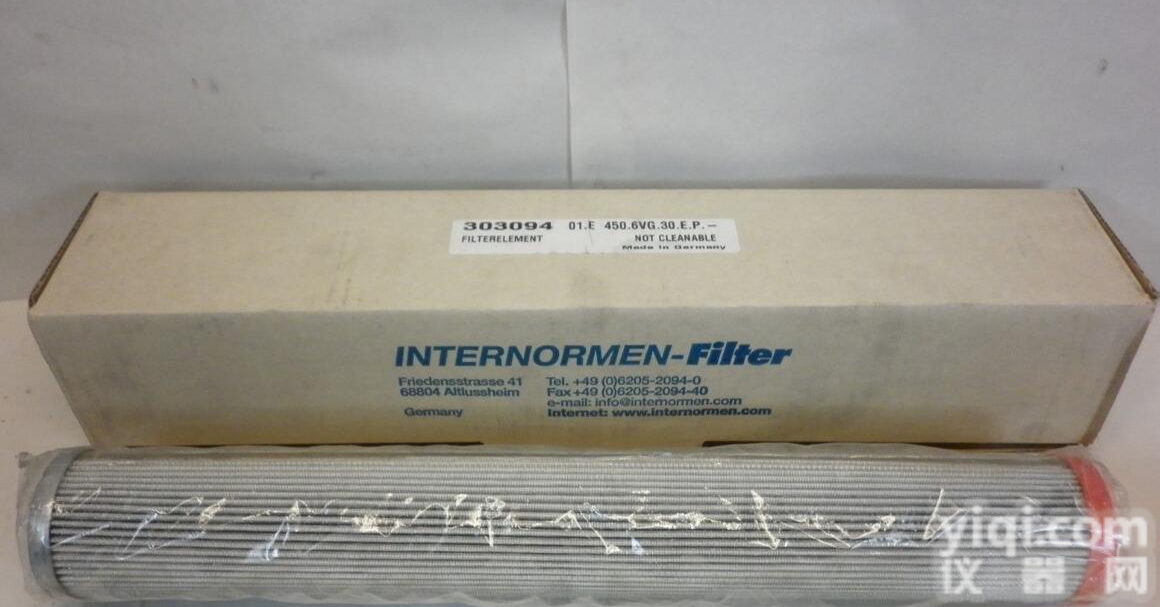 303094 01.E 450.6VG.30.E.P.-
FILTERELEMENT NOT CLEANABLE
Made in Germany
INTERNORMEN-Filter
Friedensstrasse 41 Tel. +49 (0)6205-2094-0
68804 Altlussheim Fax +49 (0)6205-2094-40
e-mail: info@internormen.com
Germany Internet: www.internormen.com
yiqi.com
仪器网